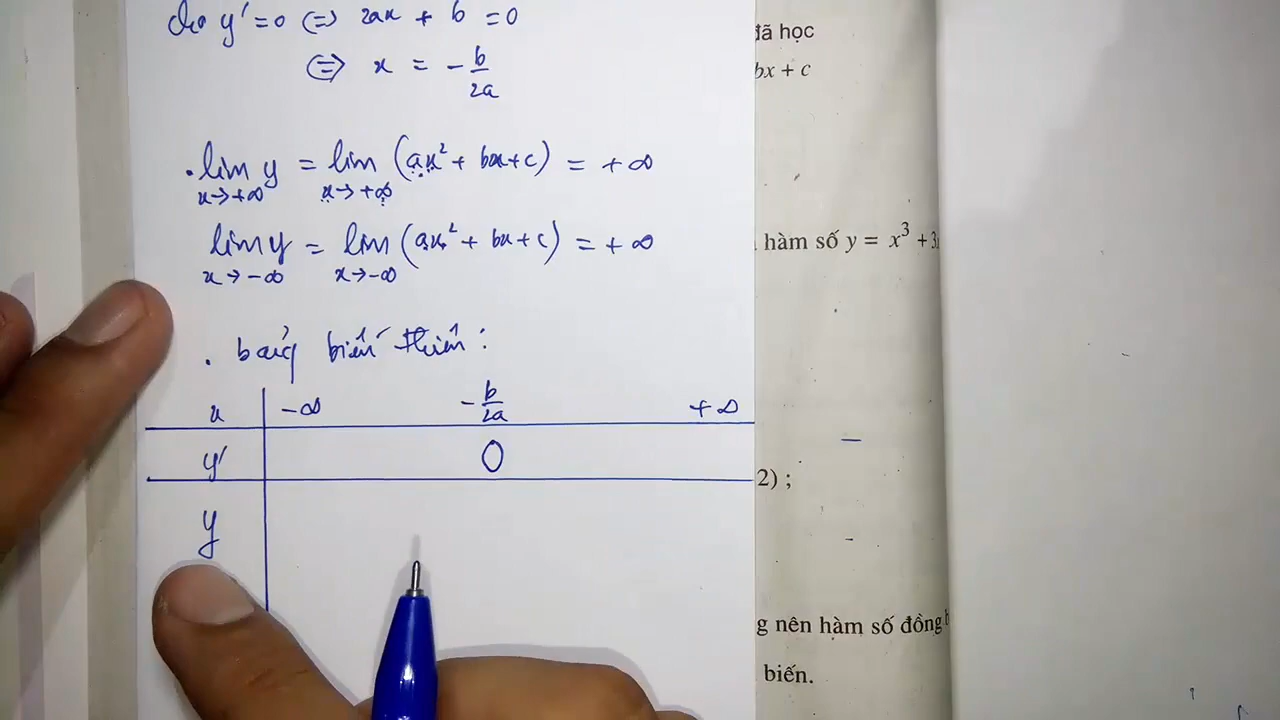 cho y' = 0 ⇔ 2ax + b = 0
⇔ x = - b/2a
. lim y = lim (ax² + bx + c) = +∞
x→+∞ x→+∞
lim y = lim (ax² + bx + c) = +∞
x→-∞ x→-∞
. bảng biến thiên :
x -∞ - b/2a +∞
y' 0
y
đã học
bx + c
hàm số y = x³ + 3
2) ;
g nên hàm số đồng b
biến.